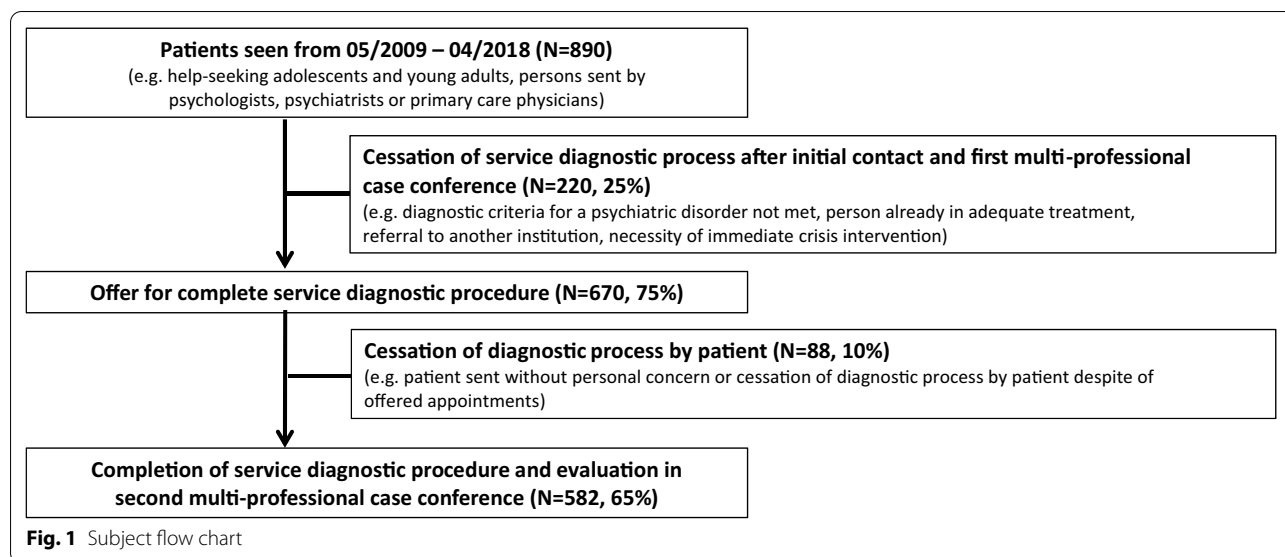 Patients seen from 05/2009 – 04/2018 (N=890)
(e.g. help-seeking adolescents and young adults, persons sent by
psychologists, psychiatrists or primary care physicians)
Cessation of service diagnostic process after initial contact and first multi-professional
case conference (N=220, 25%)
(e.g. diagnostic criteria for a psychiatric disorder not met, person already in adequate treatment,
referral to another institution, necessity of immediate crisis intervention)
Offer for complete service diagnostic procedure (N=670, 75%)
Cessation of diagnostic process by patient (N=88, 10%)
(e.g. patient sent without personal concern or cessation of diagnostic process by patient despite of
offered appointments)
Completion of service diagnostic procedure and evaluation in
second multi-professional case conference (N=582, 65%)
Fig. 1 Subject flow chart